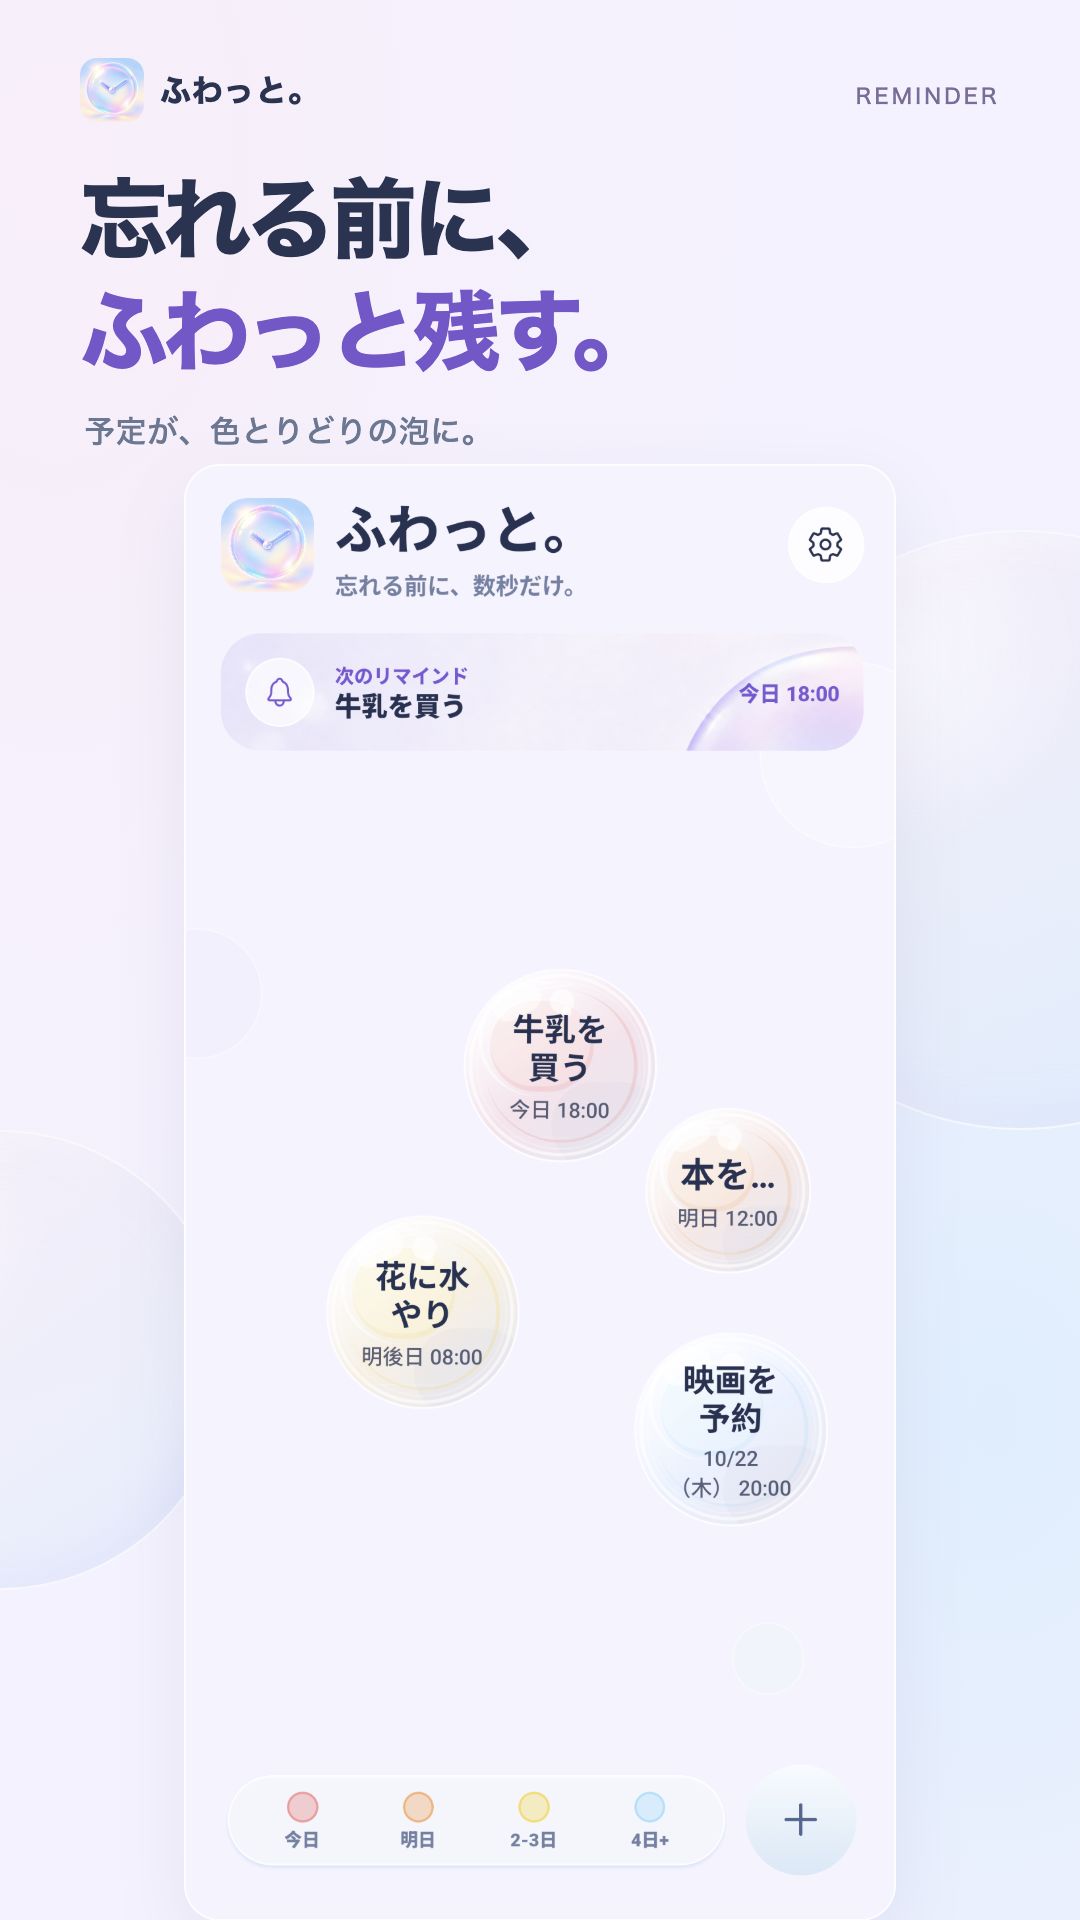 ふわっと。
REMINDER
忘れる前に、
ふわっと残す。
予定が、色とりどりの泡に。
ふわっと。
忘れる前に、数秒だけ。
次のリマインド
牛乳を買う
今日 18:00
牛乳を
買う
今日 18:00
本を...
明日 12:00
花に水
やり
明後日 08:00
映画を
予約
10/22
（木） 20:00
今日
明日
2-3日
4日+